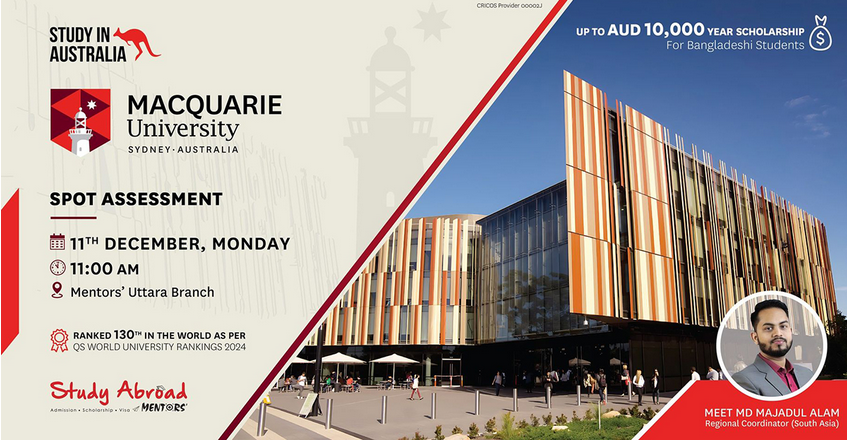 CRICOS Provider 00002J
STUDY IN
AUSTRALIA
UP TO AUD 10,000 YEAR SCHOLARSHIP
For Bangladeshi Students
$
MACQUARIE
University
SYDNEY·AUSTRALIA
SPOT ASSESSMENT
11TH DECEMBER, MONDAY
11:00 AM
Mentors' Uttara Branch
RANKED 130TH IN THE WORLD AS PER
QS WORLD UNIVERSITY RANKINGS 2024
Study Abroad
Admission • Scholarship • Visa MENTORS'
MEET MD MAJADUL ALAM
Regional Coordinator (South Asia)